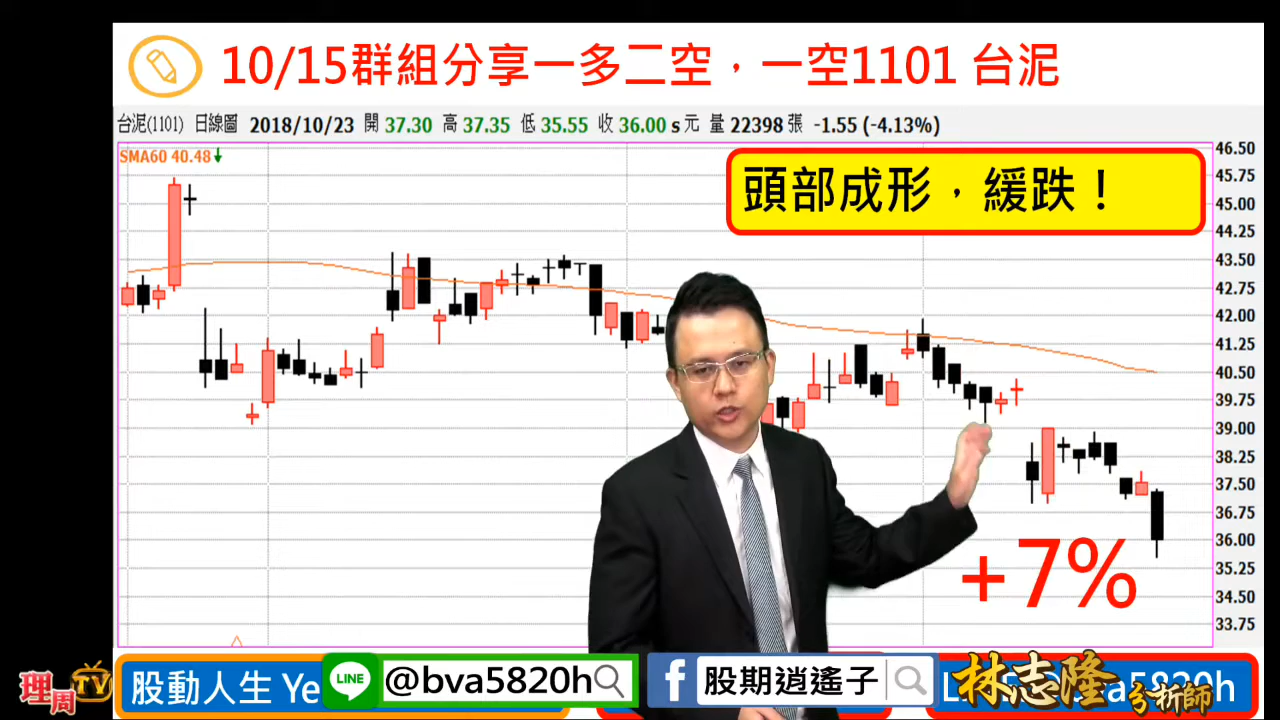 10/15群組分享一多二空，一空1101 台泥
台泥(1101) 日線圖 2018/10/23 開 37.30 高 37.35 低 35.55 收 36.00 s元 量 22398 張 -1.55 (-4.13%)
SMA60 40.48↓
頭部成形，緩跌！
46.50
45.75
45.00
44.25
43.50
42.75
42.00
41.25
40.50
39.75
39.00
38.25
37.50
36.75
36.00
35.25
34.50
33.75
+7%
理周TV
股動人生 Ye
LINE @bva5820h
f 股期逍遙子
林志隆分析師